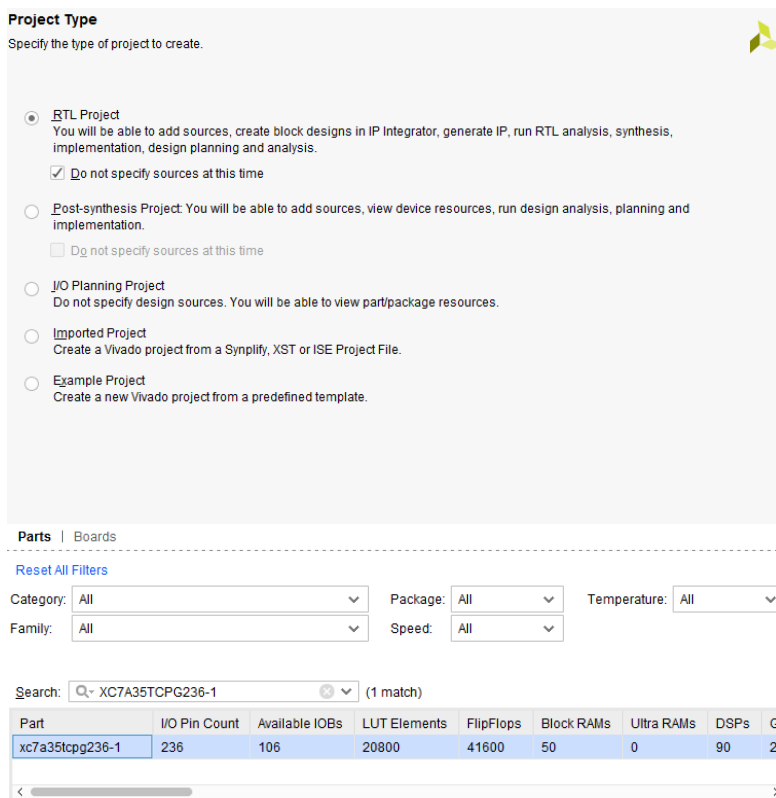 Project Type
Specify the type of project to create.
RTL Project
You will be able to add sources, create block designs in IP Integrator, generate IP, run RTL analysis, synthesis,
implementation, design planning and analysis.
Do not specify sources at this time
Post-synthesis Project: You will be able to add sources, view device resources, run design analysis, planning and
implementation.
Do not specify sources at this time
I/O Planning Project
Do not specify design sources. You will be able to view part/package resources.
Imported Project
Create a Vivado project from a Synplify, XST or ISE Project File.
Example Project
Create a new Vivado project from a predefined template.
Parts | Boards
Reset All Filters
Category: All Package: All Temperature: All
Family: All Speed: All
Search: XC7A35TCPG236-1 (1 match)
Part I/O Pin Count Available IOBs LUT Elements FlipFlops Block RAMs Ultra RAMs DSPs G
xc7a35tcpg236-1 236 106 20800 41600 50 0 90 2